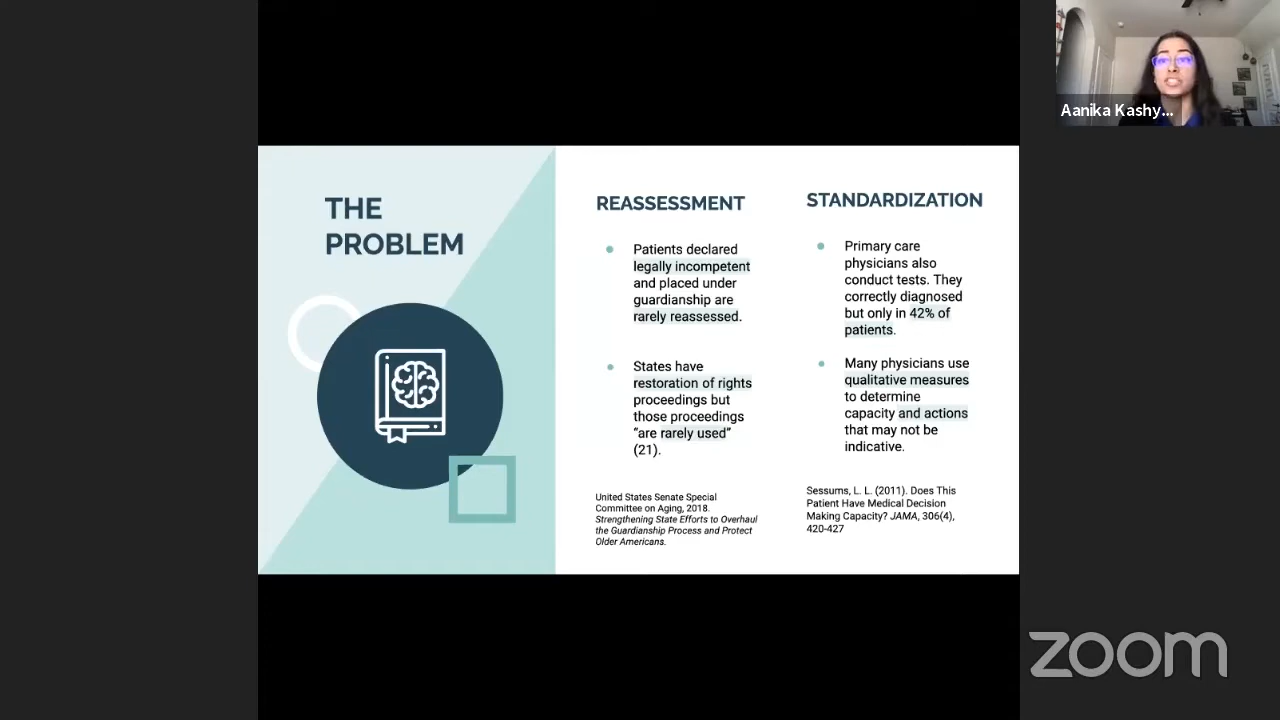 Aanika Kashy...
THE
PROBLEM
REASSESSMENT
Patients declared
legally incompetent
and placed under
guardianship are
rarely reassessed.
States have
restoration of rights
proceedings but
those proceedings
“are rarely used”
(21).
United States Senate Special
Committee on Aging, 2018.
Strengthening State Efforts to Overhaul
the Guardianship Process and Protect
Older Americans.
STANDARDIZATION
Primary care
physicians also
conduct tests. They
correctly diagnosed
but only in 42% of
patients.
Many physicians use
qualitative measures
to determine
capacity and actions
that may not be
indicative.
Sessums, L. L. (2011). Does This
Patient Have Medical Decision
Making Capacity? JAMA, 306(4),
420-427
zoom